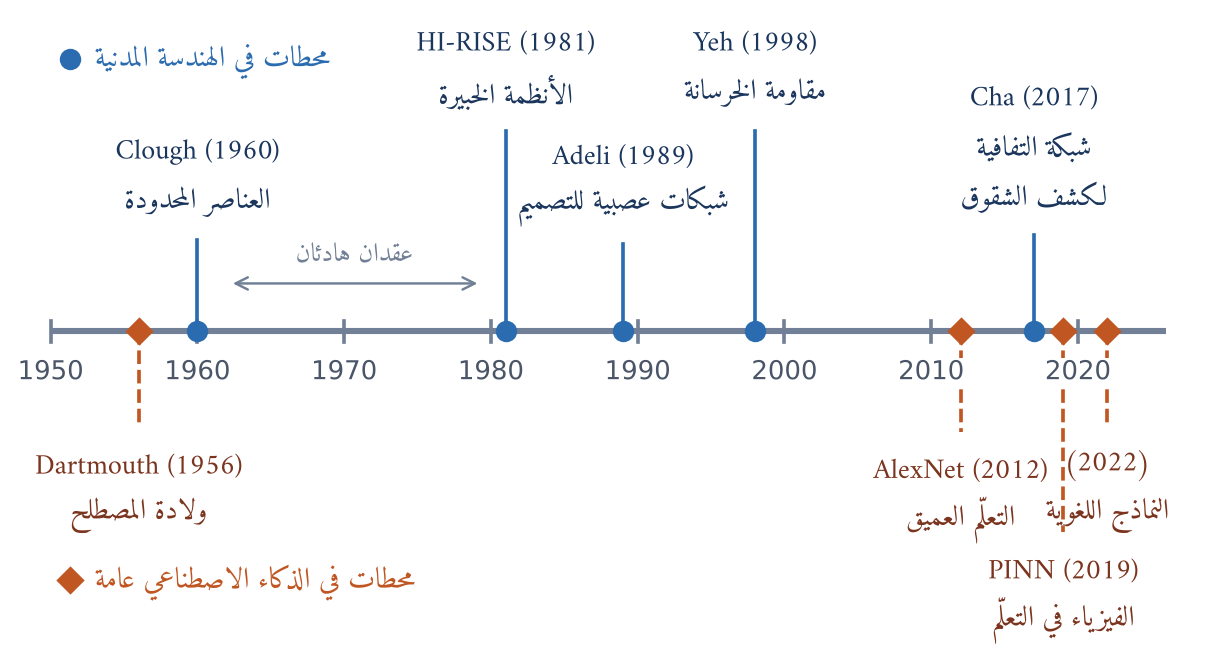 محطات في الهندسة المدنية
HI-RISE (1981)
الأنظمة الخبيرة
Yeh (1998)
مقاومة الخرسانة
Cha (2017)
شبكة التفافية
لكشف الشقوق
Clough (1960)
العناصر المحدودة
Adeli (1989)
شبكات عصبية للتصميم
عقدان هادئان
1950 1960 1970 1980 1990 2000 2010 2020
Dartmouth (1956)
ولادة المصطلح
AlexNet (2012)
التعلّم العميق
(2022)
النماذج اللغوية
PINN (2019)
الفيزياء في التعلّم
محطات في الذكاء الاصطناعي عامة